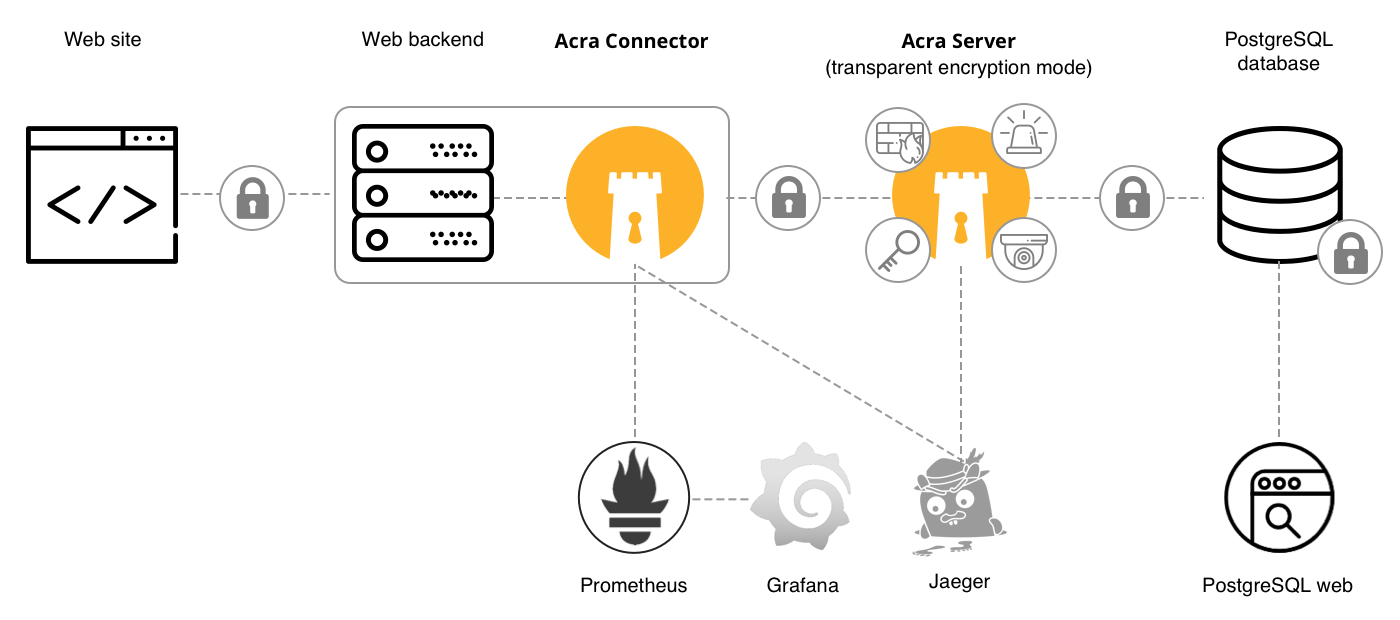 Web site
Web backend
Acra Connector
Acra Server
(transparent encryption mode)
PostgreSQL
database
Prometheus
Grafana
Jaeger
PostgreSQL web